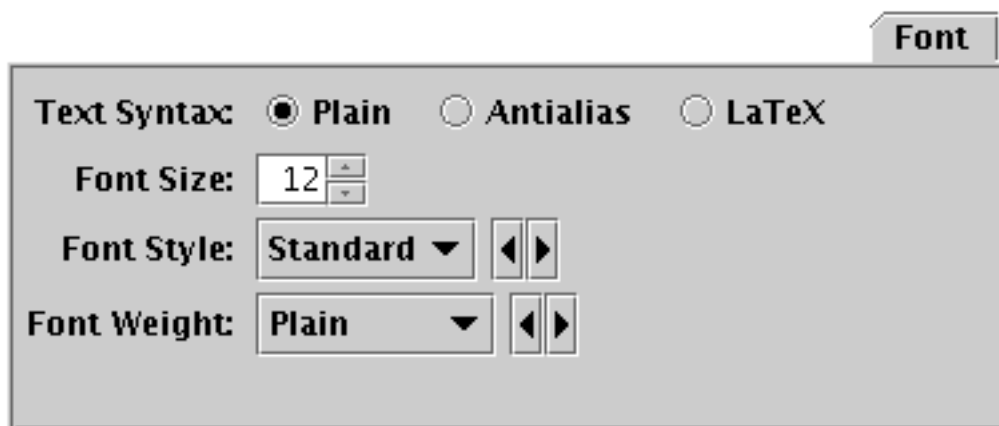 Font
Text Syntax: Plain Antialias LaTeX
Font Size: 12
Font Style: Standard
Font Weight: Plain